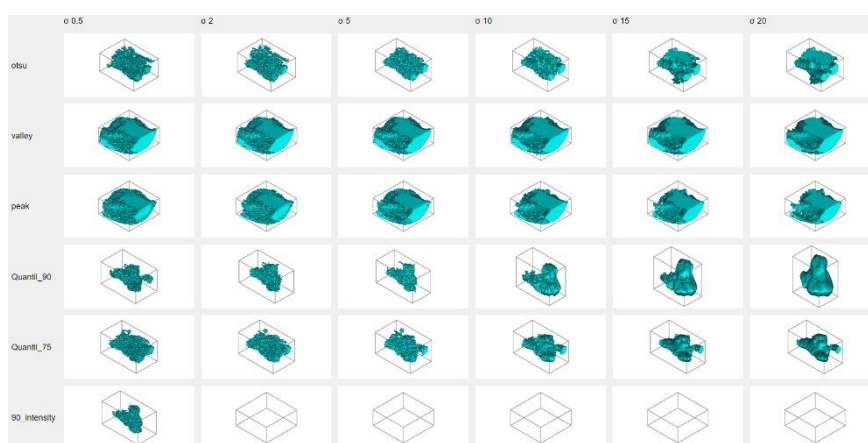 σ 0.5 σ 2 σ 5 σ 10 σ 15 σ 20
otsu
valley
peak
Quantil_90
Quantil_75
90_intensity